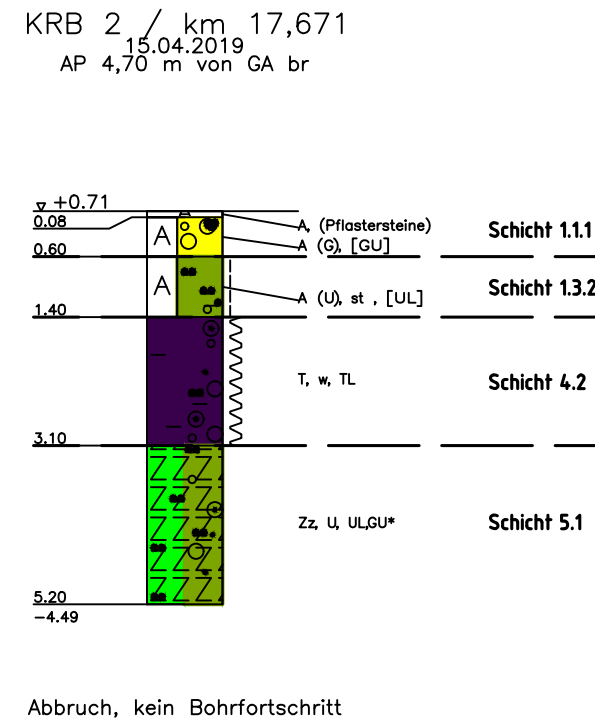 KRB 2 / km 17,671
15.04.2019
AP 4,70 m von GA br
+0.71
0.08
A, (Pflastersteine)
Schicht 1.1.1
A
A (G), [GU]
0.60
A
Schicht 1.3.2
A (U), st , [UL]
1.40
T, w, TL
Schicht 4.2
3.10
Zz, U, UL,GU*
Schicht 5.1
5.20
-4.49
Abbruch, kein Bohrfortschritt